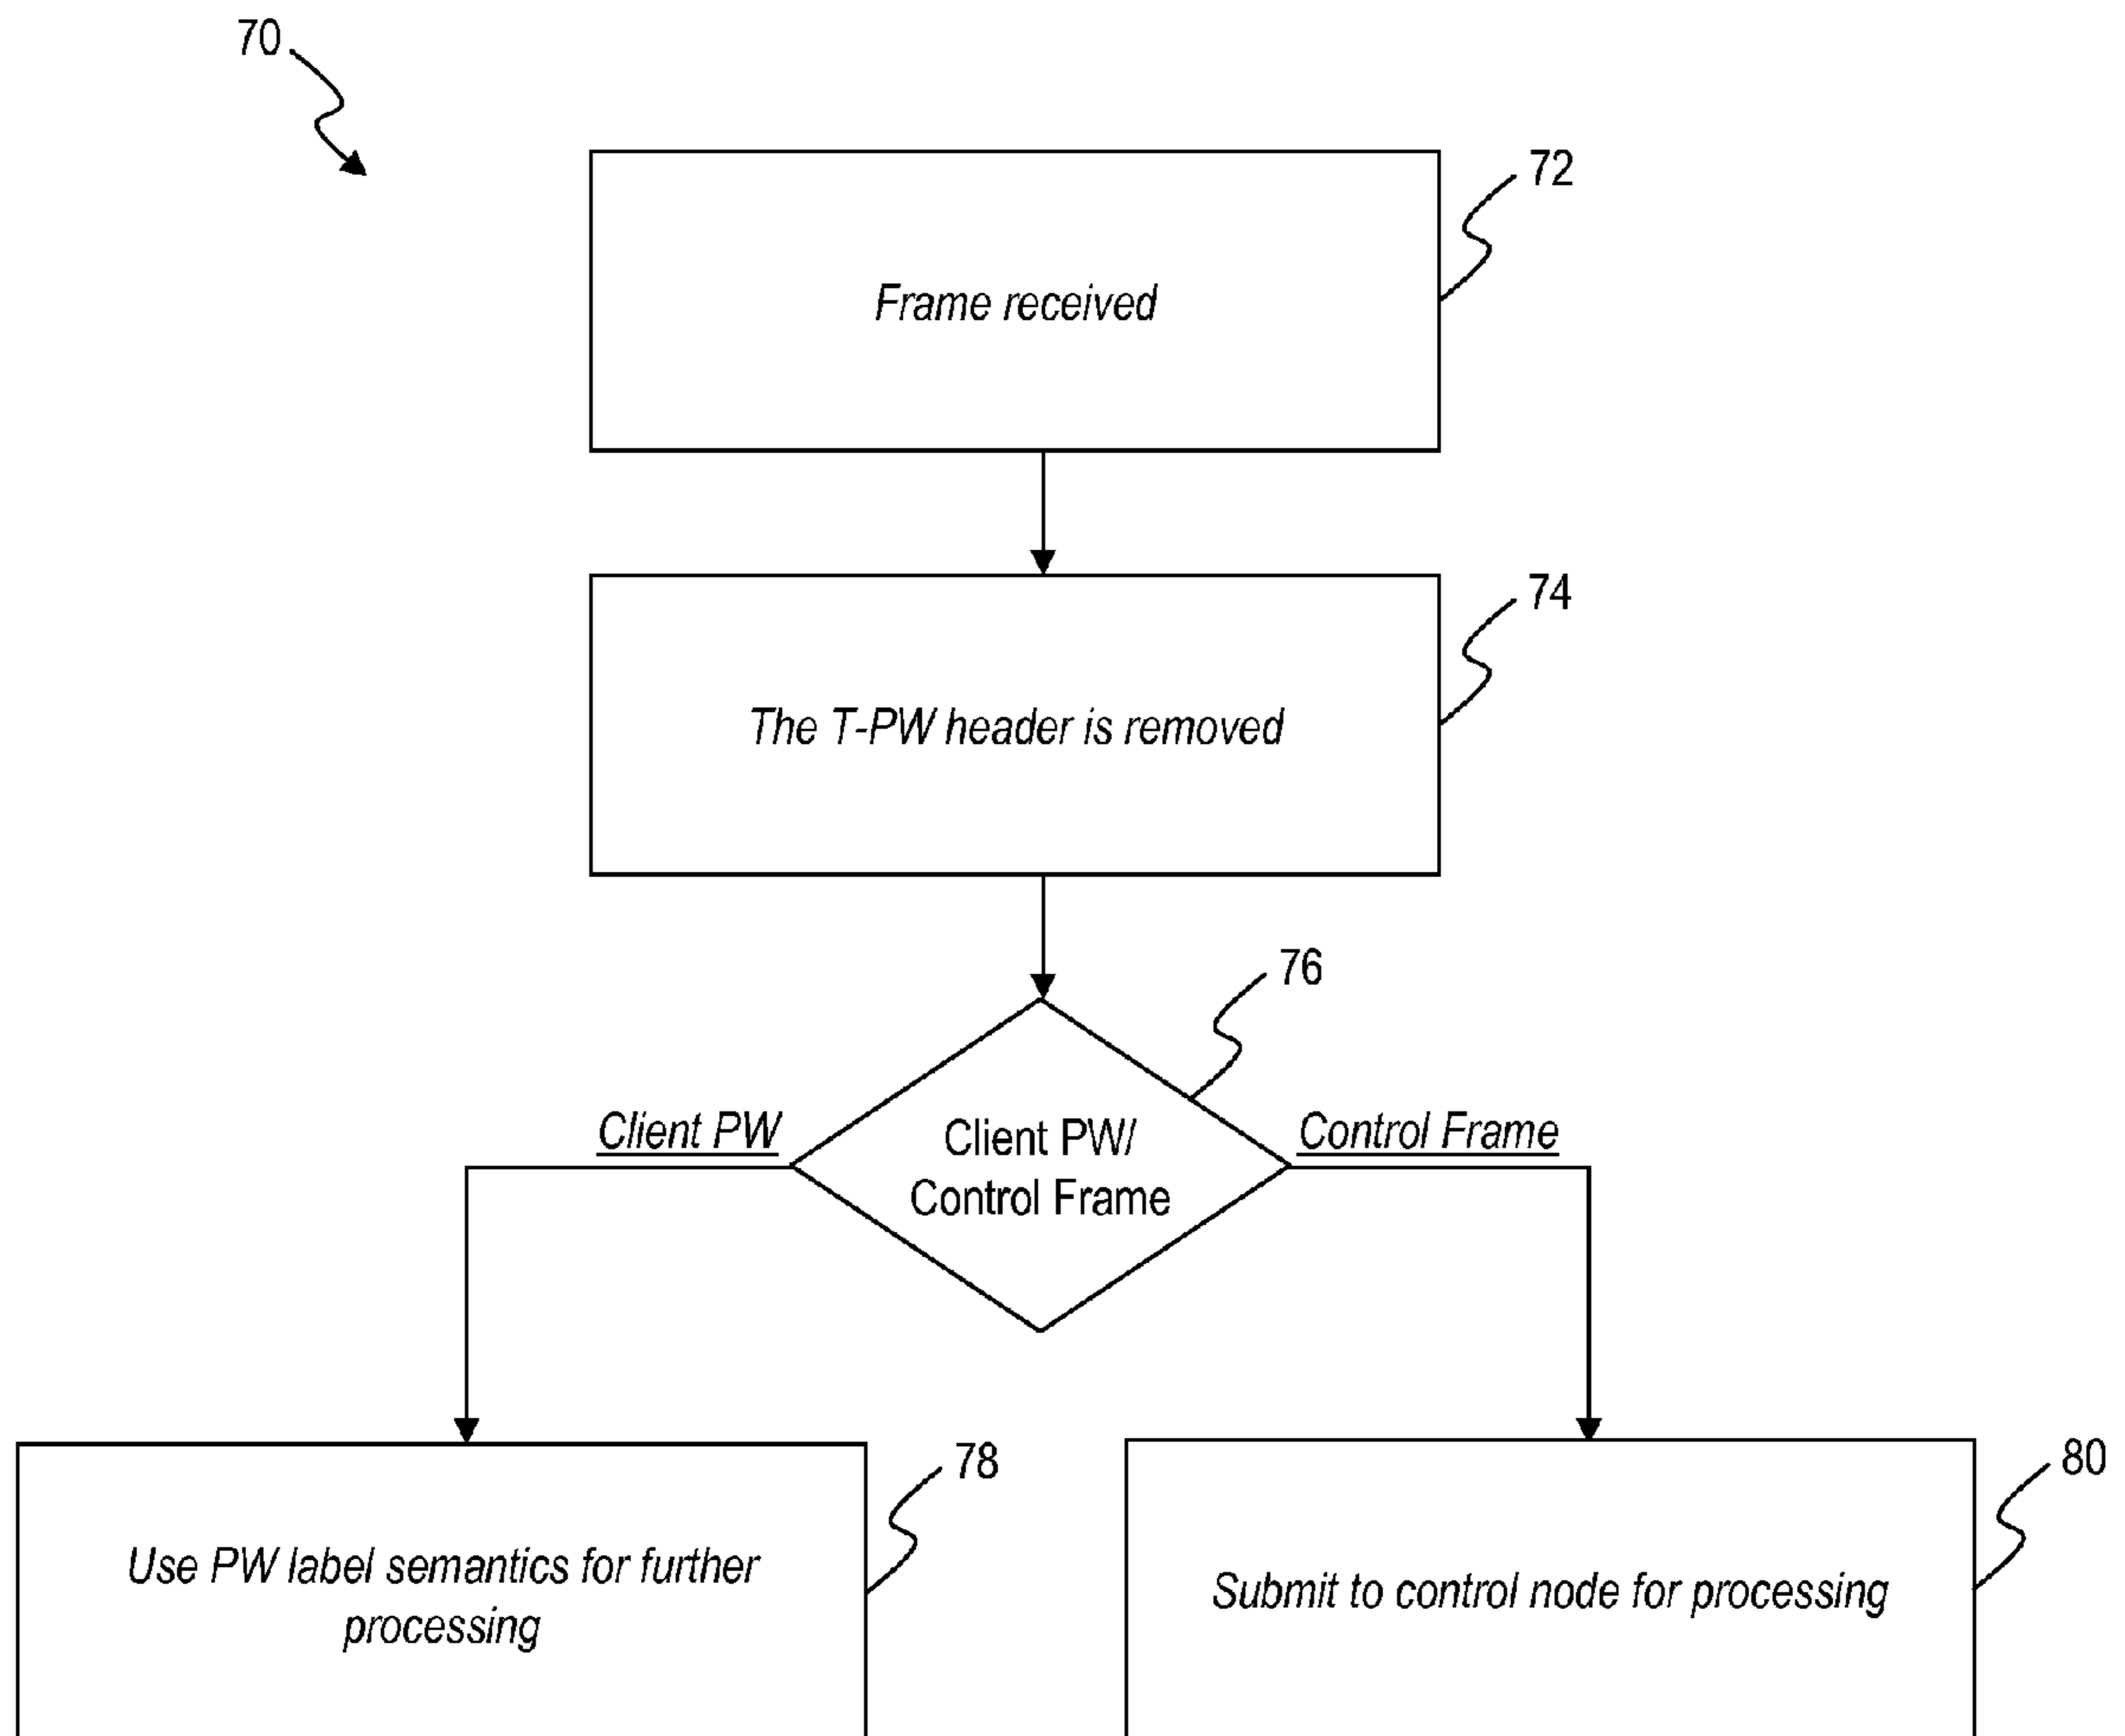 70
72
Frame received
74
The T-PW header is removed
76
Client PW
Client PW/
Control Frame
Control Frame
78
Use PW label semantics for further
processing
80
Submit to control node for processing